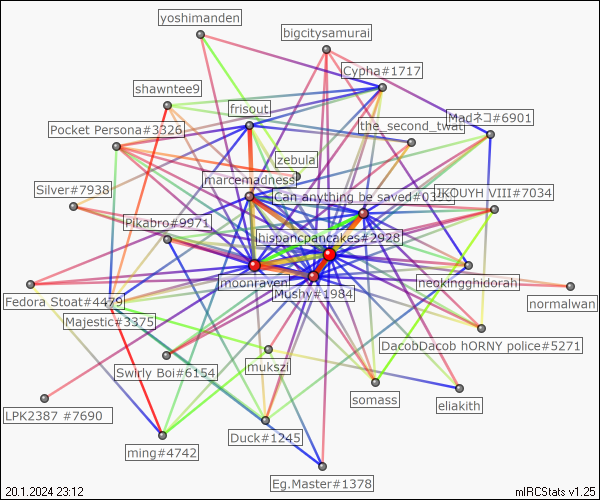 yoshimanden
bigcitysamurai
Cypha#1717
shawntee9
frisout
Madネコ#6901
Pocket Persona#3326
the_second_twat
zebula
marcemadness
Silver#7938
Can anything be saved#03
JKOUYH VIII#7034
Pikabro#9971
hispancpancakes#2928
moonraven
Mushy#1984
neokingghidorah
Fedora Stoat#4479
normalwan
Majestic#3375
DacobDacob hORNY police#5271
Swirly Boi#6154
mukszi
somass
eliakith
LPK2387 #7690
Duck#1245
ming#4742
Eg.Master#1378
20.1.2024 23:12
mIRCStats v1.25